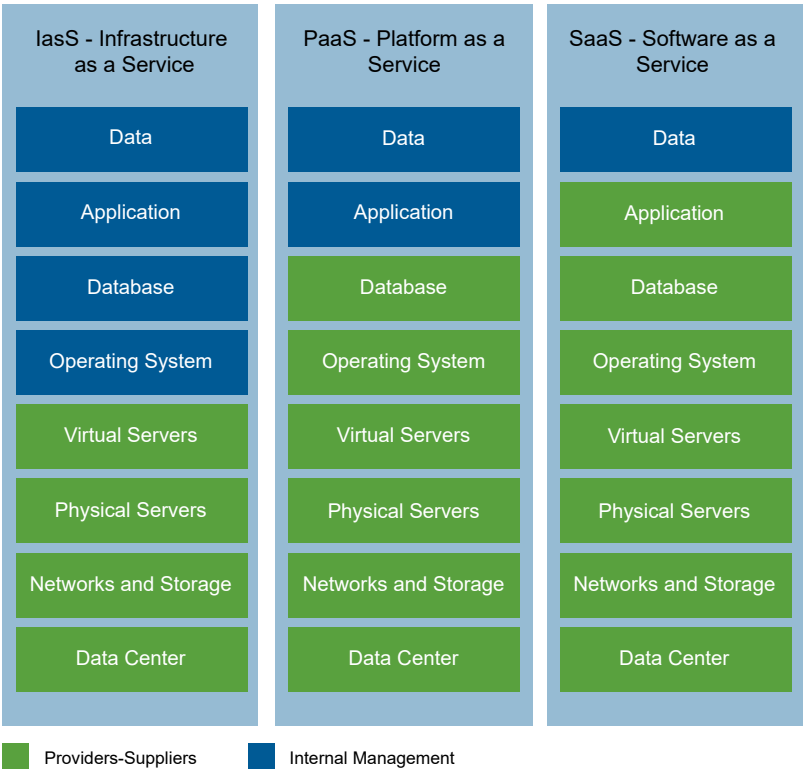 IasS - Infrastructure
as a Service
Data
Application
Database
Operating System
Virtual Servers
Physical Servers
Networks and Storage
Data Center
PaaS - Platform as a
Service
Data
Application
Database
Operating System
Virtual Servers
Physical Servers
Networks and Storage
Data Center
SaaS - Software as a
Service
Data
Application
Database
Operating System
Virtual Servers
Physical Servers
Networks and Storage
Data Center
Providers-Suppliers
Internal Management